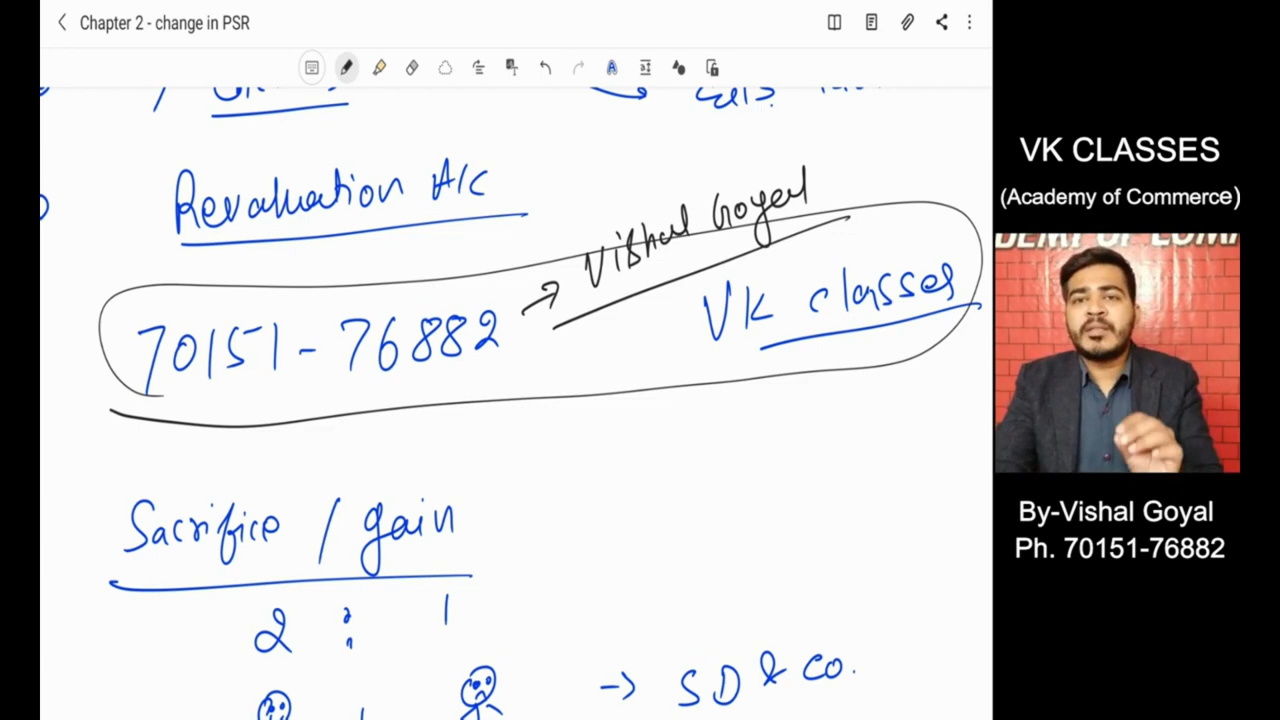 Chapter 2 - change in PSR
Revaluation A/C
Vishal Goyal
70151-76882 →
VK classes
Sacrifice / gain
2 : 1
→ SD & Co.
VK CLASSES
(Academy of Commerce)
By-Vishal Goyal
Ph. 70151-76882